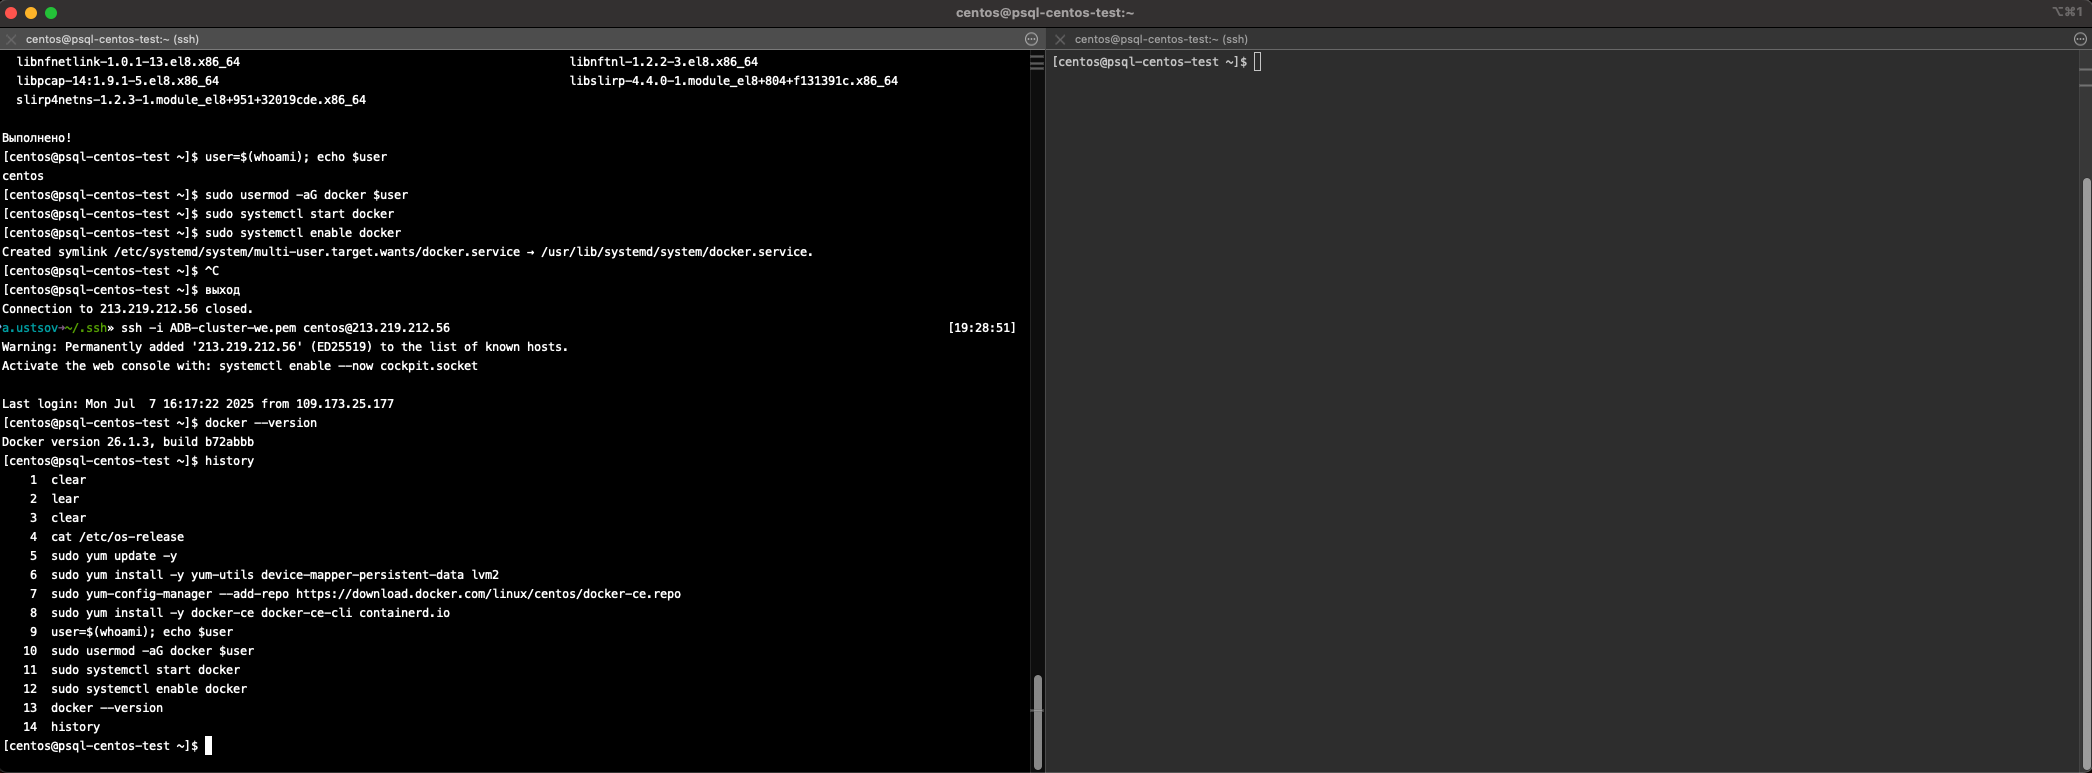 centos@psql-centos-test:~
⌥⌘1
centos@psql-centos-test:~ (ssh)
libnfnetlink-1.0.1-13.el8.x86_64 libnftnl-1.2.2-3.el8.x86_64
libpcap-14:1.9.1-5.el8.x86_64 libslirp-4.4.0-1.module_el8+804+f131391c.x86_64
slirp4netns-1.2.3-1.module_el8+951+32019cde.x86_64
Выполнено!
[centos@psql-centos-test ~]$ user=$(whoami); echo $user
centos
[centos@psql-centos-test ~]$ sudo usermod -aG docker $user
[centos@psql-centos-test ~]$ sudo systemctl start docker
[centos@psql-centos-test ~]$ sudo systemctl enable docker
Created symlink /etc/systemd/system/multi-user.target.wants/docker.service → /usr/lib/systemd/system/docker.service.
[centos@psql-centos-test ~]$ ^C
[centos@psql-centos-test ~]$ выход
Connection to 213.219.212.56 closed.
a.ustsov→~/.ssh» ssh -i ADB-cluster-we.pem centos@213.219.212.56 [19:28:51]
Warning: Permanently added '213.219.212.56' (ED25519) to the list of known hosts.
Activate the web console with: systemctl enable --now cockpit.socket
Last login: Mon Jul  7 16:17:22 2025 from 109.173.25.177
[centos@psql-centos-test ~]$ docker --version
Docker version 26.1.3, build b72abbb
[centos@psql-centos-test ~]$ history
1 clear
2 lear
3 clear
4 cat /etc/os-release
5 sudo yum update -y
6 sudo yum install -y yum-utils device-mapper-persistent-data lvm2
7 sudo yum-config-manager --add-repo https://download.docker.com/linux/centos/docker-ce.repo
8 sudo yum install -y docker-ce docker-ce-cli containerd.io
9 user=$(whoami); echo $user
10 sudo usermod -aG docker $user
11 sudo systemctl start docker
12 sudo systemctl enable docker
13 docker --version
14 history
[centos@psql-centos-test ~]$
centos@psql-centos-test:~ (ssh)
[centos@psql-centos-test ~]$